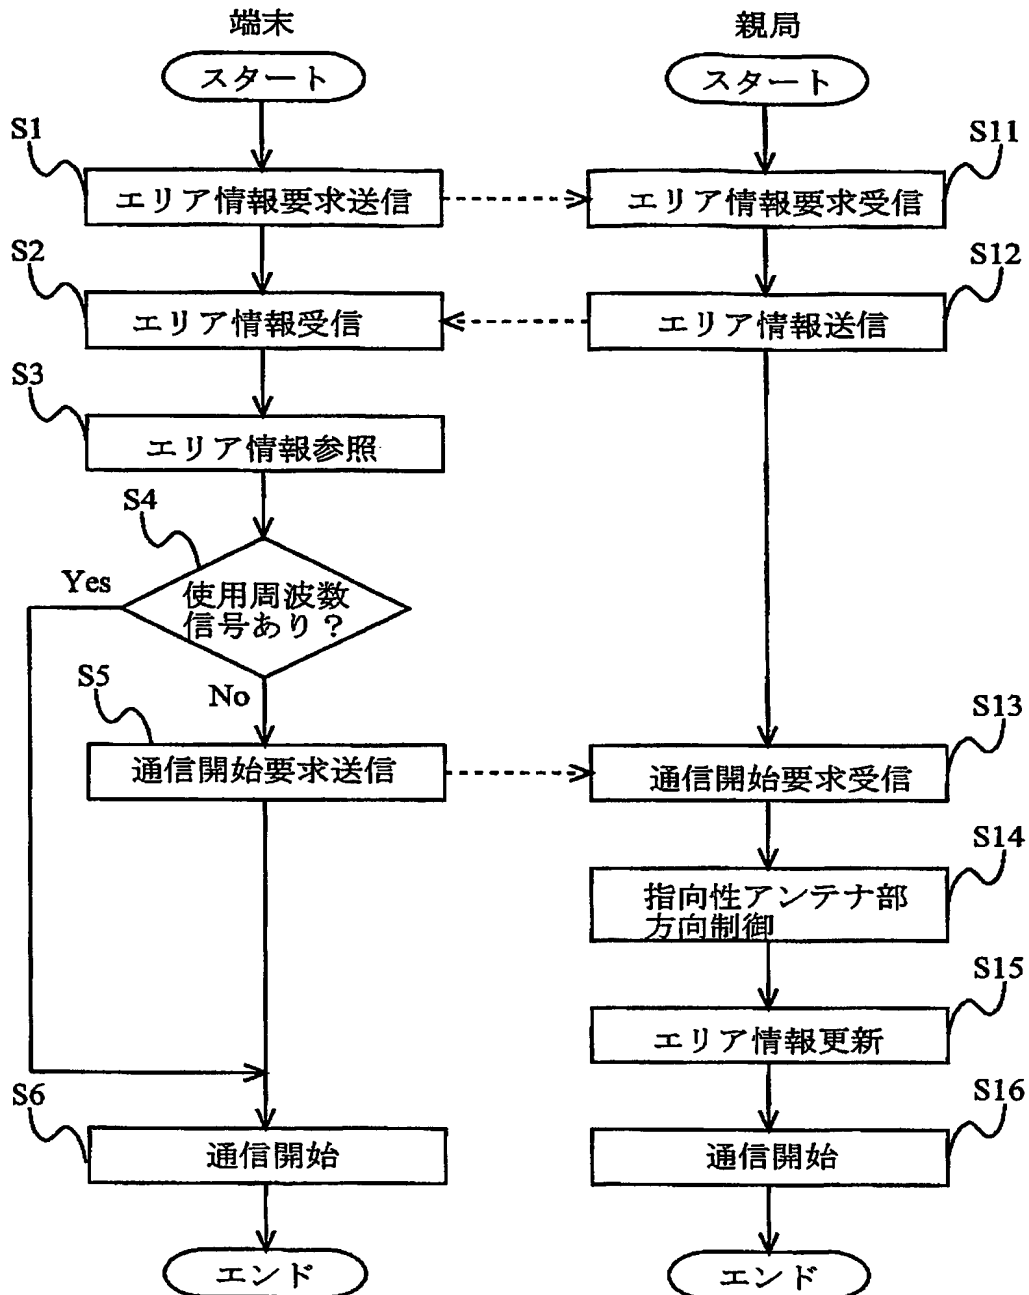 端末
親局
スタート
スタート
S1
エリア情報要求送信
S11
エリア情報要求受信
S2
エリア情報受信
S12
エリア情報送信
S3
エリア情報参照
S4
Yes
使用周波数
信号あり？
No
S5
通信開始要求送信
S13
通信開始要求受信
S14
指向性アンテナ部
方向制御
S15
エリア情報更新
S6
通信開始
S16
通信開始
エンド
エンド